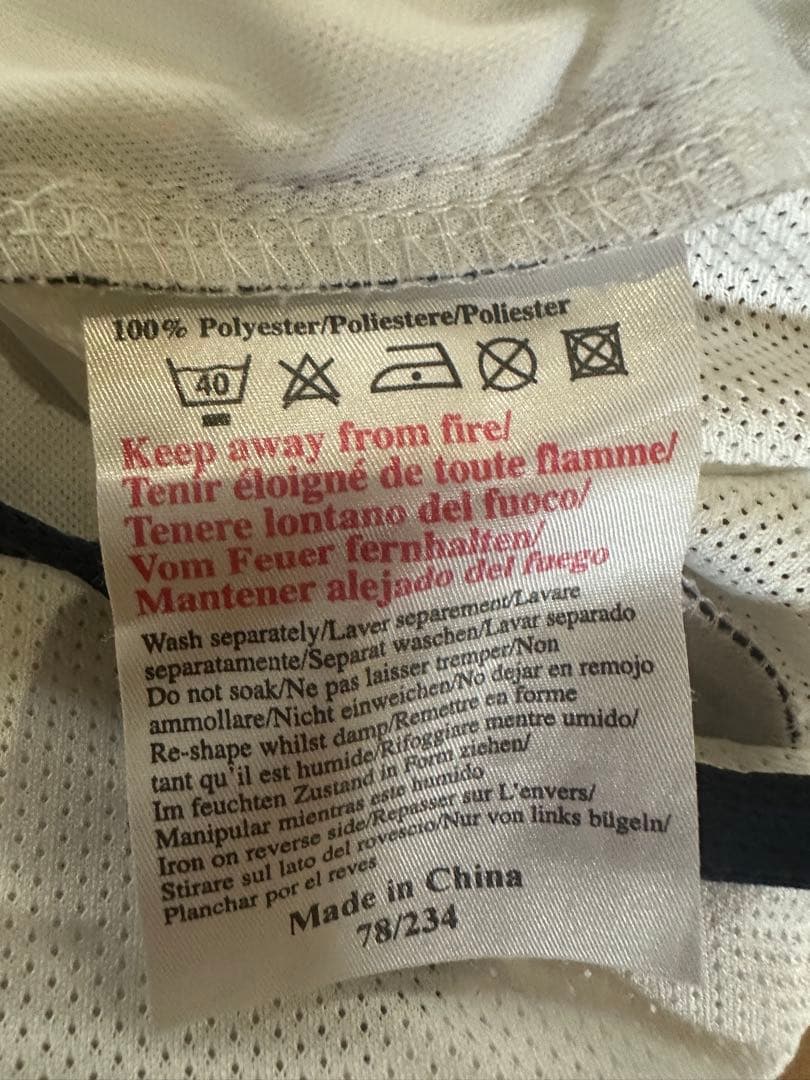 100% Polyester/Poliestere/Poliester
40
Keep away from fire/
Tenir éloigné de toute flamme/
Tenere lontano del fuoco/
Vom Feuer fernhalten/
Mantener alejado del fuego
Wash separately/Laver separement/Lavare
separatamente/Separat waschen/Lavar separado
Do not soak/Ne pas laisser tremper/Non
ammollare/Nicht einweichen/No dejar en remojo
Re-shape whilst damp/Remettre en forme
tant qu'il est humide/Rifoggiare mentre umido/
Im feuchten Zustand in Form ziehen/
Manipular mientras este humido
Iron on reverse side/Repasser sur L'envers/
Stirare sul lato del rovescio/Nur von links bügeln/
Planchar por el reves
Made in China
78/234